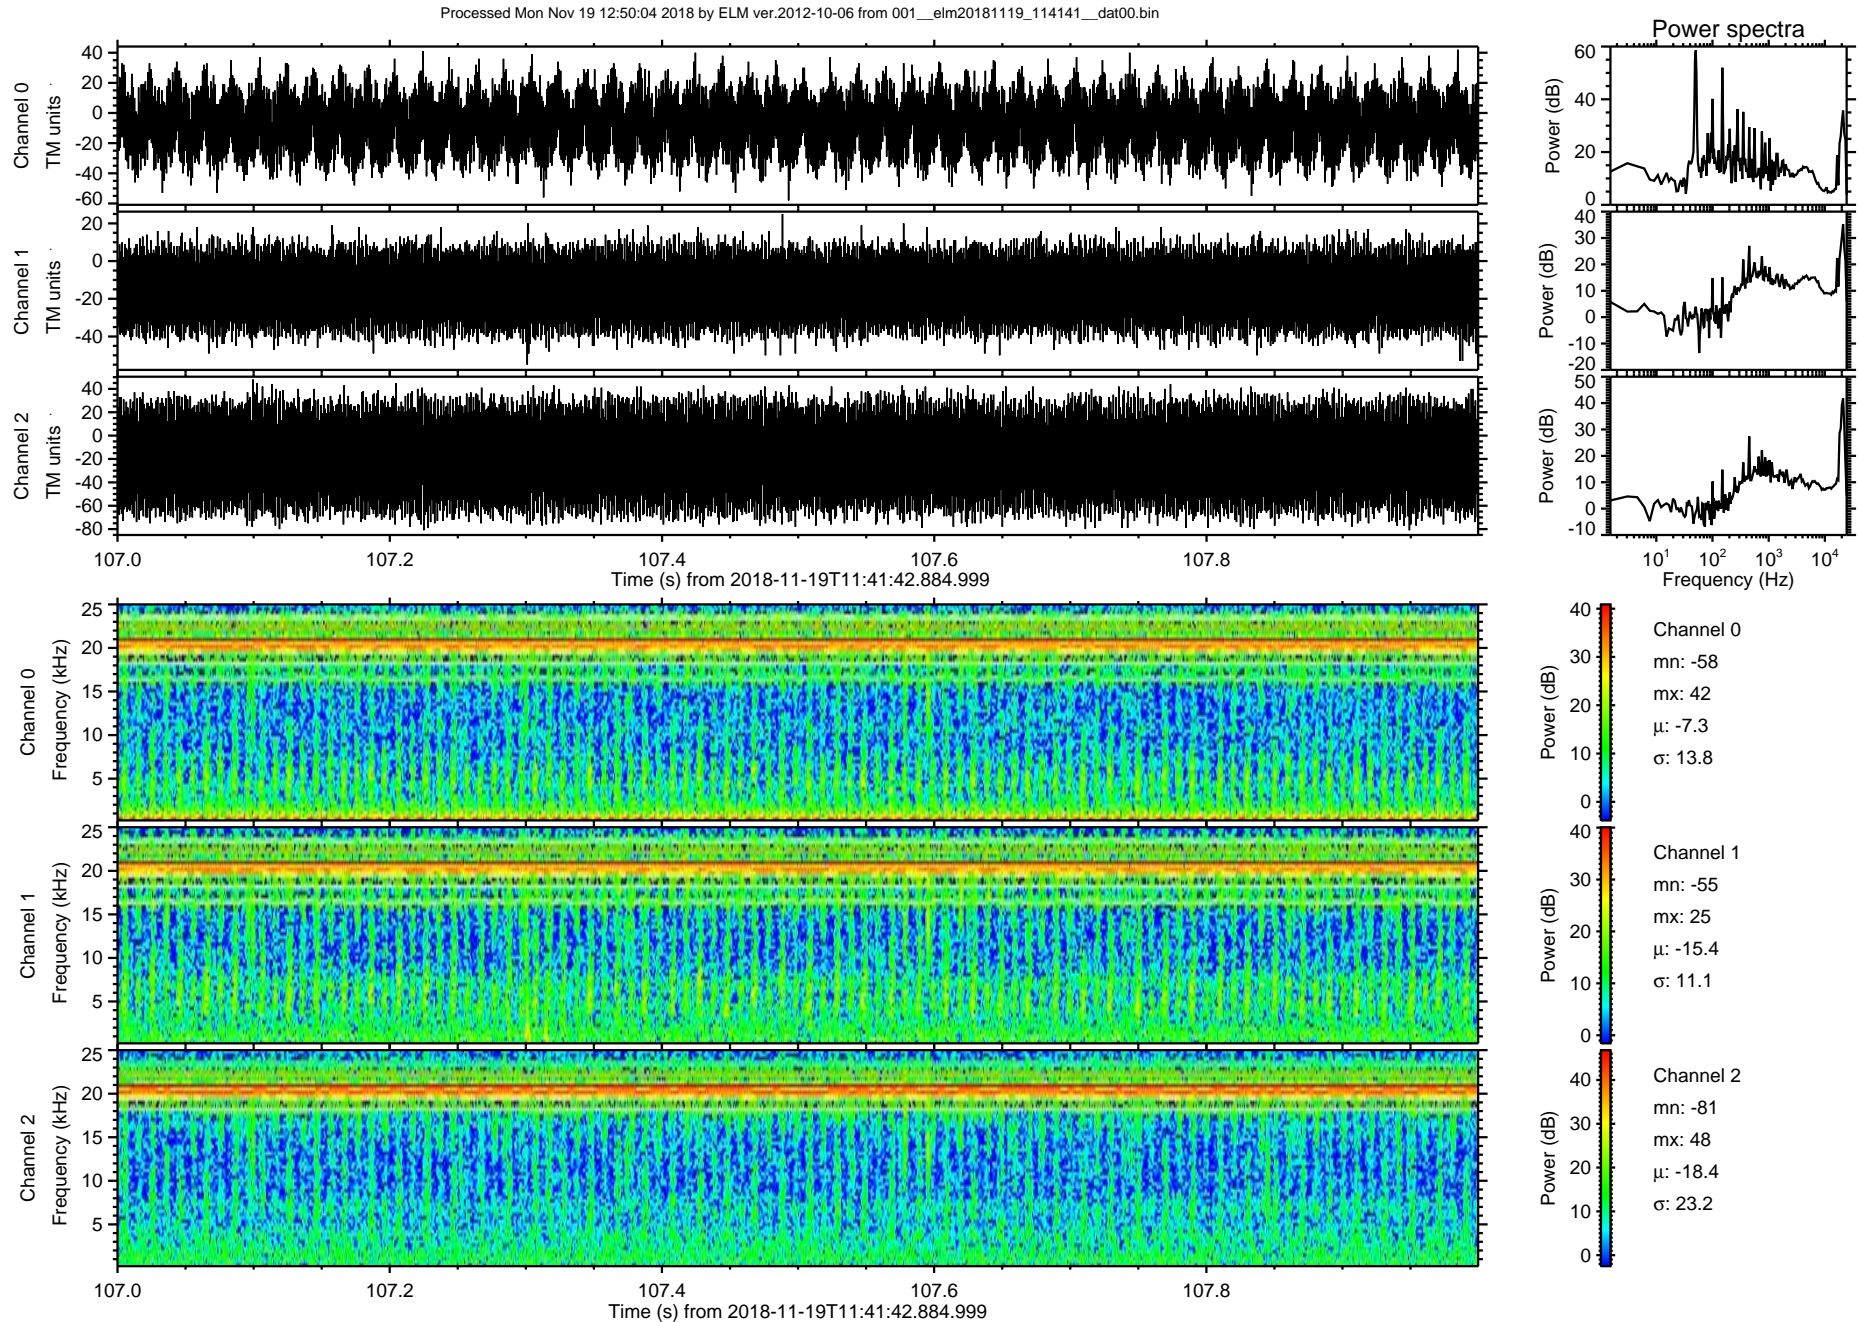 Processed Mon Nov 19 12:50:04 2018 by ELM ver.2012-10-06 from 001__elm20181119_114141__dat00.bin
Power spectra
Channel 0
TM units
40
20
0
-20
-40
-60
Power (dB)
60
40
20
0
Channel 1
TM units
20
0
-20
-40
Power (dB)
40
30
20
10
0
-10
-20
Channel 2
TM units
40
20
0
-20
-40
-60
-80
Power (dB)
50
40
30
20
10
0
-10
107.0 107.2 107.4 107.6 107.8
Time (s) from 2018-11-19T11:41:42.884.999
10^1 10^2 10^3 10^4
Frequency (Hz)
Channel 0
Frequency (kHz)
25
20
15
10
5
Power (dB)
40
30
20
10
0
Channel 0
mn: -58
mx: 42
μ: -7.3
σ: 13.8
Channel 1
Frequency (kHz)
25
20
15
10
5
Power (dB)
40
30
20
10
0
Channel 1
mn: -55
mx: 25
μ: -15.4
σ: 11.1
Channel 2
Frequency (kHz)
25
20
15
10
5
Power (dB)
40
30
20
10
0
Channel 2
mn: -81
mx: 48
μ: -18.4
σ: 23.2
107.0 107.2 107.4 107.6 107.8
Time (s) from 2018-11-19T11:41:42.884.999